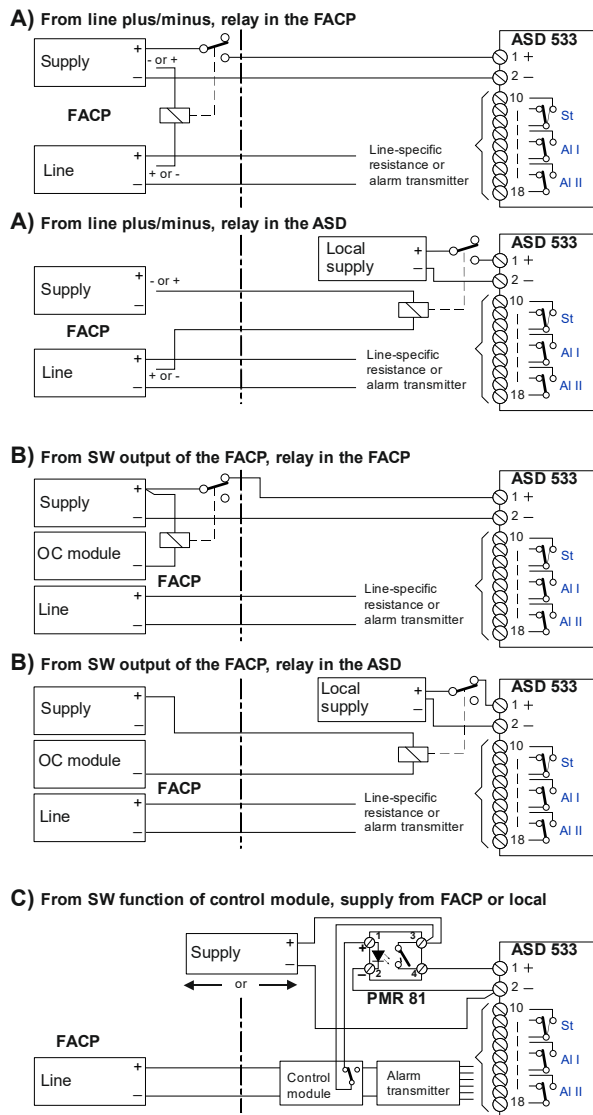 A) From line plus/minus, relay in the FACP
ASD 533
Supply
+
–
- or +
1 +
2 –
10
FACP
St
Line
+
–
+ or -
Line-specific
resistance or
alarm transmitter
Al I
Al II
18
A) From line plus/minus, relay in the ASD
Local
supply
+
–
ASD 533
1 +
2 –
Supply
+
–
- or +
10
FACP
St
Line
+
–
+ or -
Line-specific
resistance or
alarm transmitter
Al I
Al II
18
B) From SW output of the FACP, relay in the FACP
ASD 533
Supply
+
–
1 +
2 –
OC module
10
FACP
St
Line
+
–
Line-specific
resistance or
alarm transmitter
Al I
Al II
18
B) From SW output of the FACP, relay in the ASD
Local
supply
+
–
ASD 533
1 +
2 –
Supply
+
–
OC module
–
10
FACP
St
Line
+
–
Line-specific
resistance or
alarm transmitter
Al I
Al II
18
C) From SW function of control module, supply from FACP or local
Supply
+
–
or
1
3
+
–
2
4
PMR 81
ASD 533
1 +
2 –
10
FACP
St
Line
+
–
Control
module
Alarm
transmitter
Al I
Al II
18